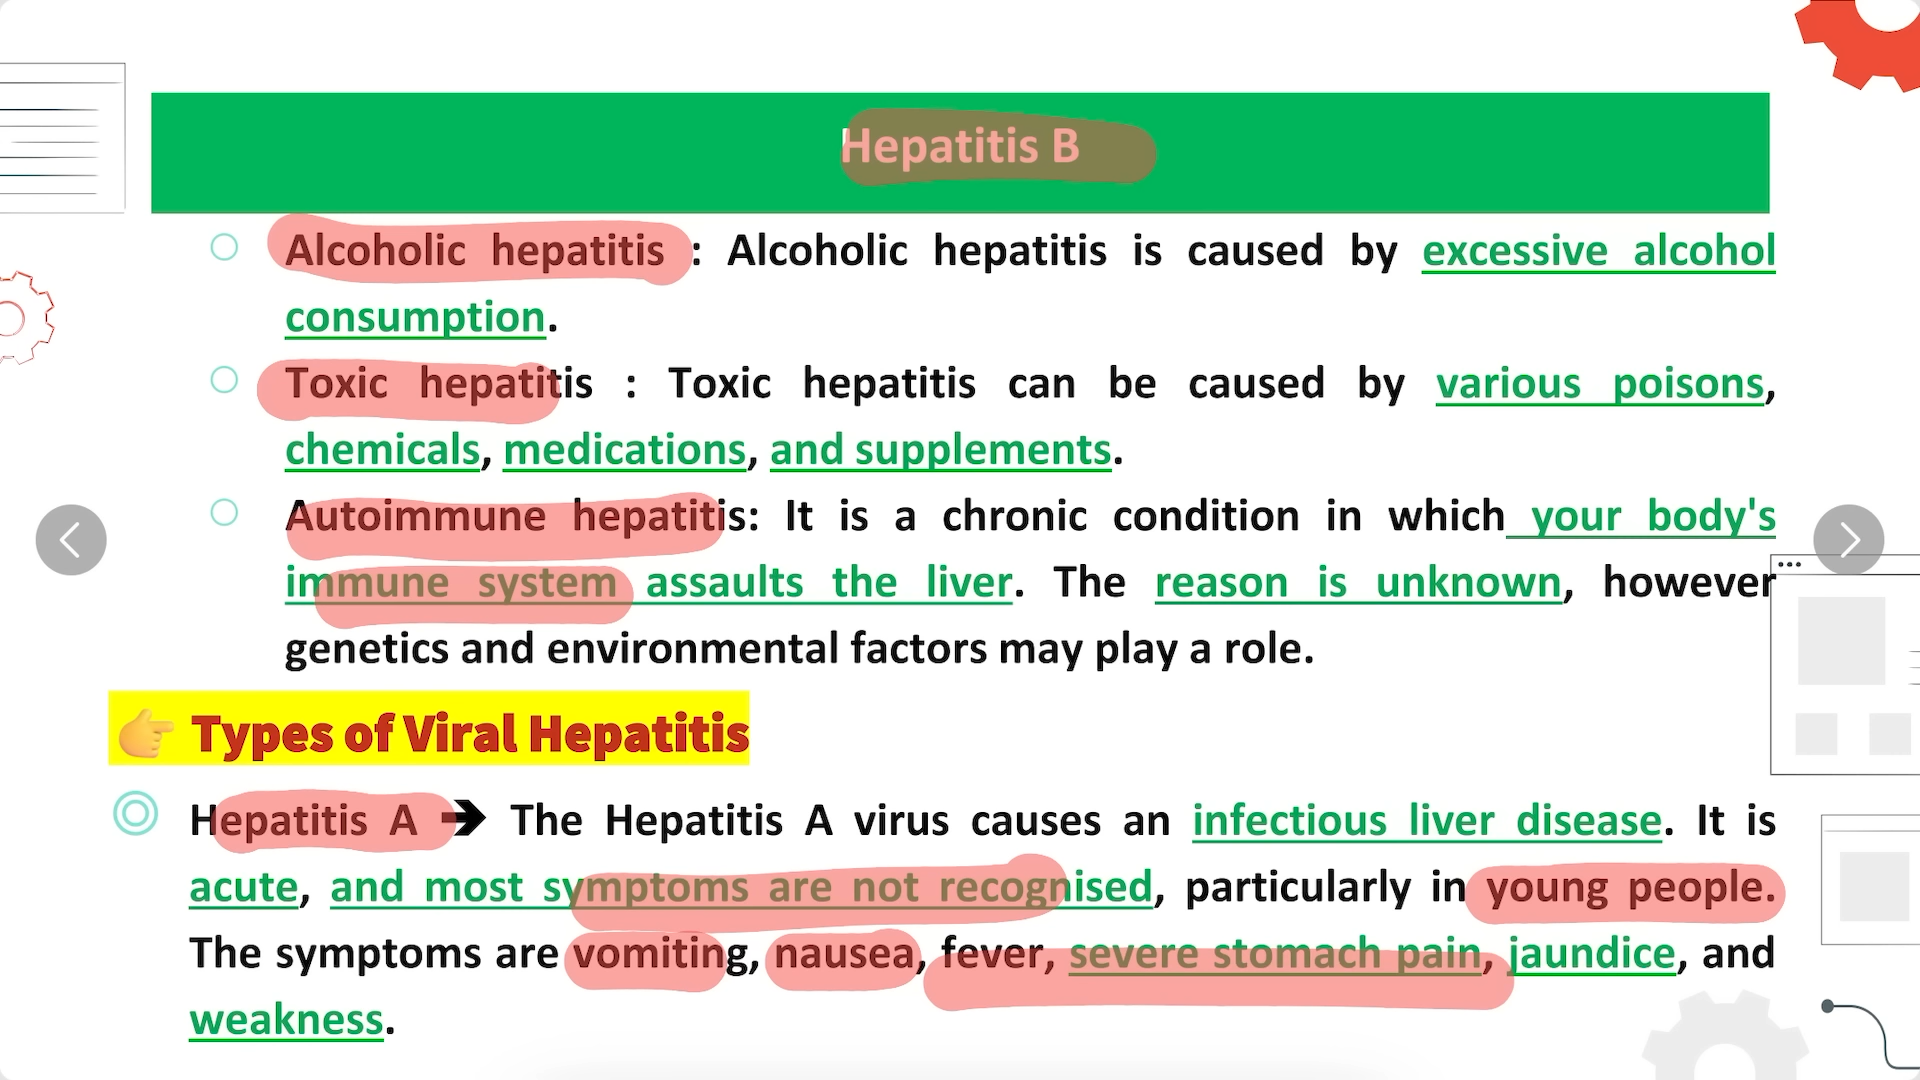 Hepatitis B
Alcoholic hepatitis : Alcoholic hepatitis is caused by excessive alcohol
consumption.
Toxic hepatitis : Toxic hepatitis can be caused by various poisons,
chemicals, medications, and supplements.
Autoimmune hepatitis: It is a chronic condition in which your body's
immune system assaults the liver. The reason is unknown, however
genetics and environmental factors may play a role.
👉 Types of Viral Hepatitis
Hepatitis A → The Hepatitis A virus causes an infectious liver disease. It is
acute, and most symptoms are not recognised, particularly in young people.
The symptoms are vomiting, nausea, fever, severe stomach pain, jaundice, and
weakness.